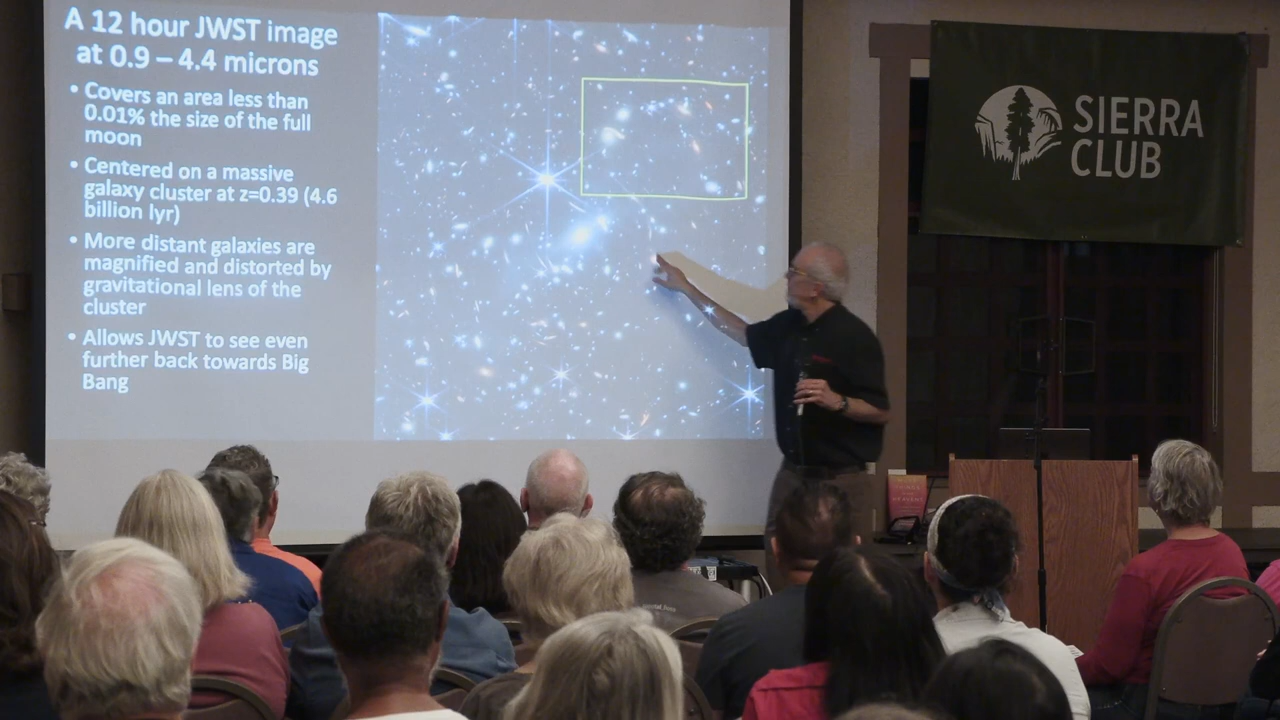 A 12 hour JWST image
at 0.9 – 4.4 microns
• Covers an area less than
0.01% the size of the full
moon
• Centered on a massive
galaxy cluster at z=0.39 (4.6
billion lyr)
• More distant galaxies are
magnified and distorted by
gravitational lens of the
cluster
• Allows JWST to see even
further back towards Big
Bang
SIERRA
CLUB